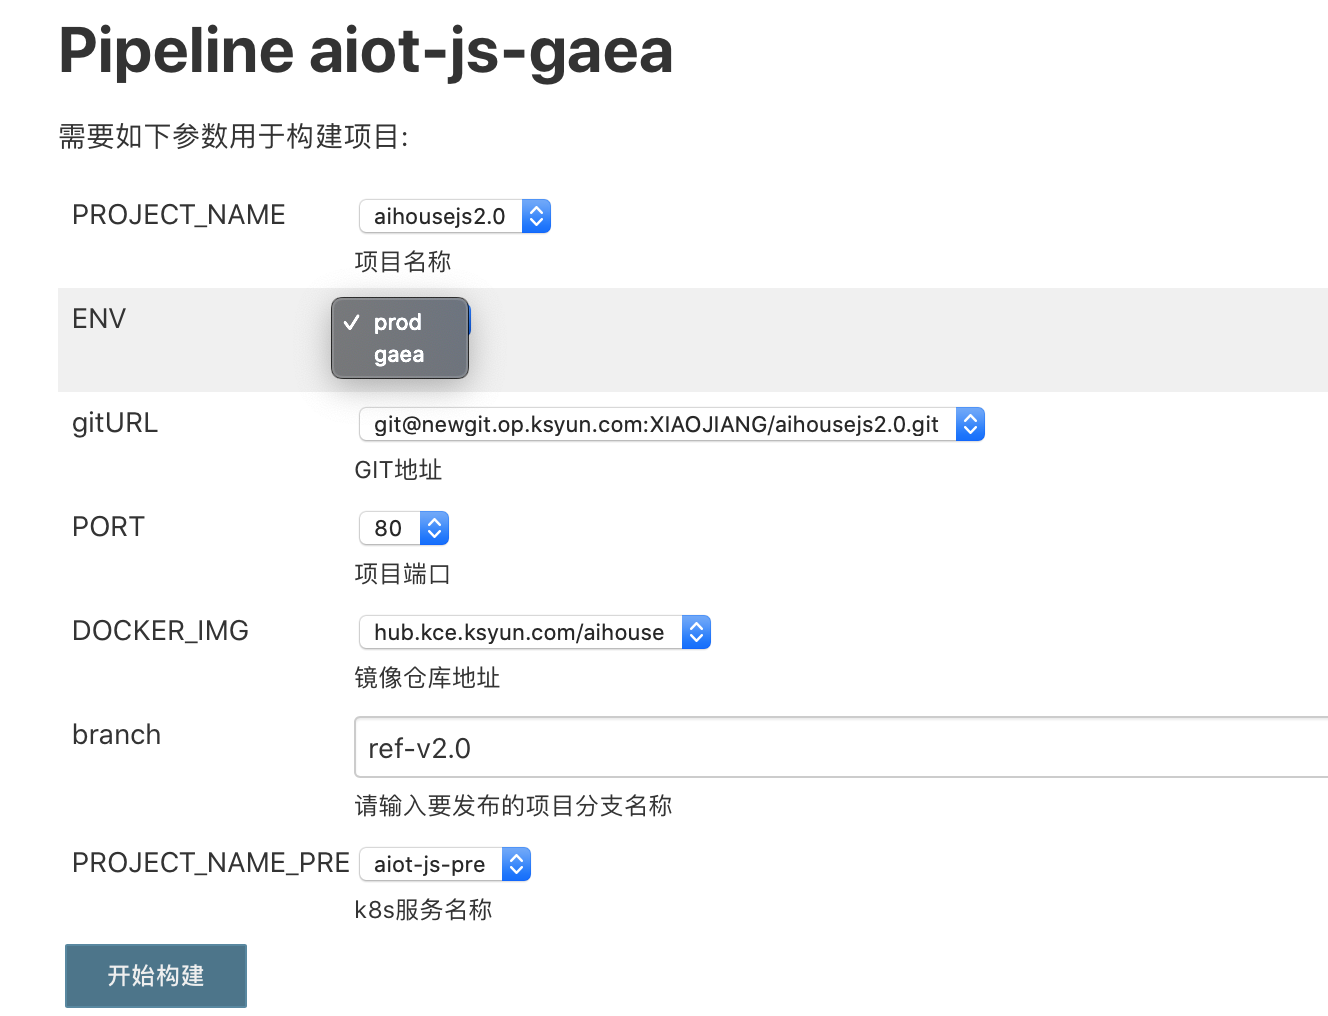 Pipeline aiot-js-gaea
需要如下参数用于构建项目:
PROJECT_NAME
aihousejs2.0
项目名称
ENV
✓ prod
gaea
gitURL
git@newgit.op.ksyun.com:XIAOJIANG/aihousejs2.0.git
GIT地址
PORT
80
项目端口
DOCKER_IMG
hub.kce.ksyun.com/aihouse
镜像仓库地址
branch
ref-v2.0
请输入要发布的项目分支名称
PROJECT_NAME_PRE
aiot-js-pre
k8s服务名称
开始构建